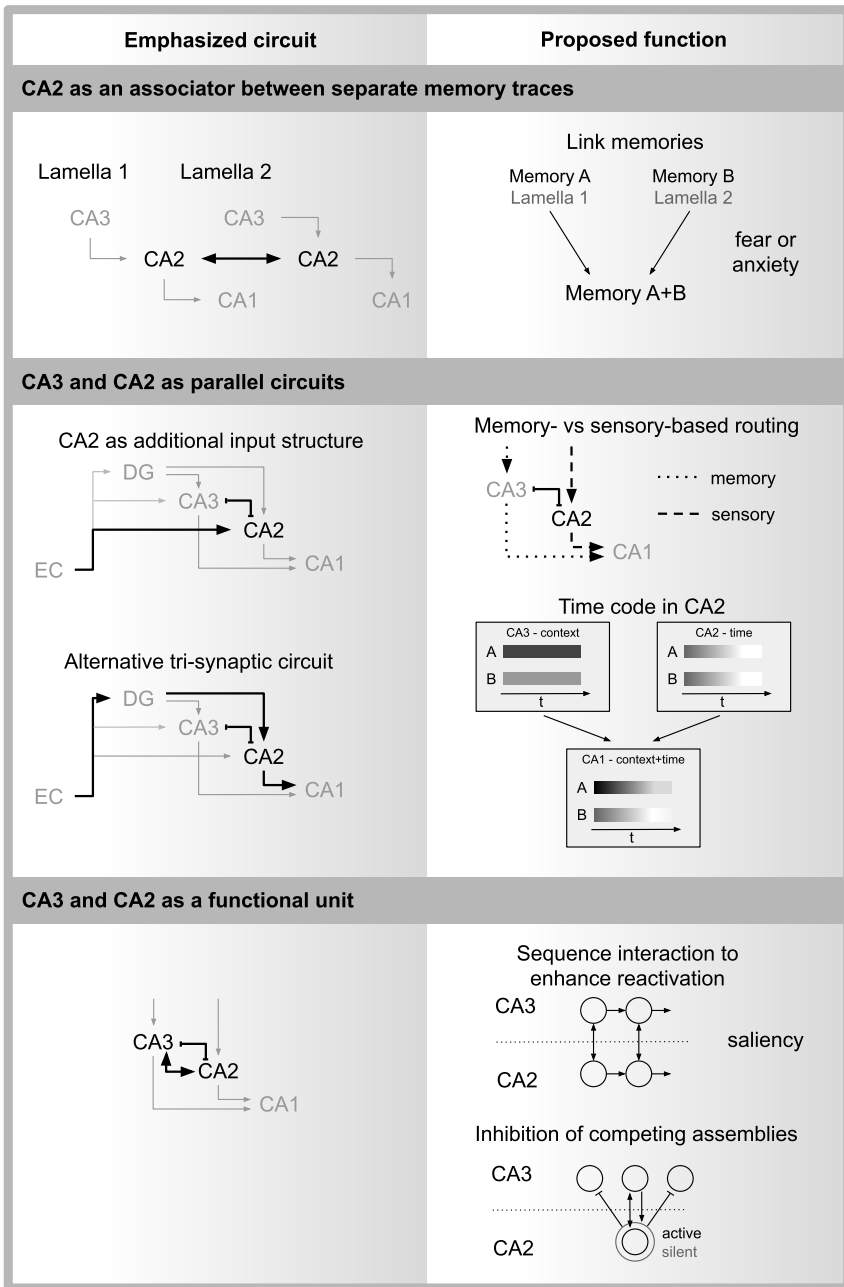 Emphasized circuit
Proposed function
CA2 as an associator between separate memory traces
Lamella 1
Lamella 2
CA3
CA3
CA2
CA2
CA1
CA1
Link memories
Memory A
Memory B
Lamella 1
Lamella 2
fear or
anxiety
Memory A+B
CA3 and CA2 as parallel circuits
CA2 as additional input structure
DG
CA3
CA2
EC
CA1
Alternative tri-synaptic circuit
DG
CA3
CA2
EC
CA1
Memory- vs sensory-based routing
CA3
CA2
CA1
memory
sensory
Time code in CA2
CA3 - context
A
B
t
CA2 - time
A
B
t
CA1 - context+time
A
B
t
CA3 and CA2 as a functional unit
CA3
CA2
CA1
Sequence interaction to
enhance reactivation
CA3
CA2
saliency
Inhibition of competing assemblies
CA3
CA2
active
silent